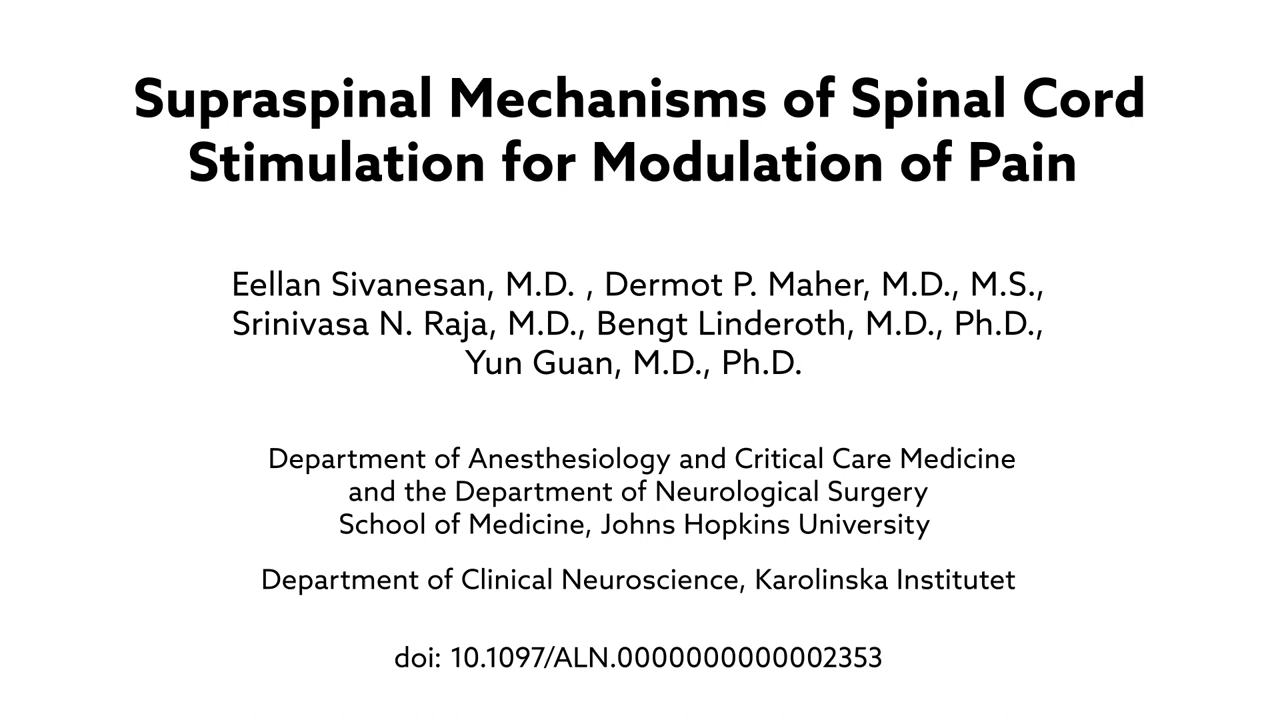 Supraspinal Mechanisms of Spinal Cord
Stimulation for Modulation of Pain
Eellan Sivanesan, M.D. , Dermot P. Maher, M.D., M.S.,
Srinivasa N. Raja, M.D., Bengt Linderoth, M.D., Ph.D.,
Yun Guan, M.D., Ph.D.
Department of Anesthesiology and Critical Care Medicine
and the Department of Neurological Surgery
School of Medicine, Johns Hopkins University
Department of Clinical Neuroscience, Karolinska Institutet
doi: 10.1097/ALN.0000000000002353